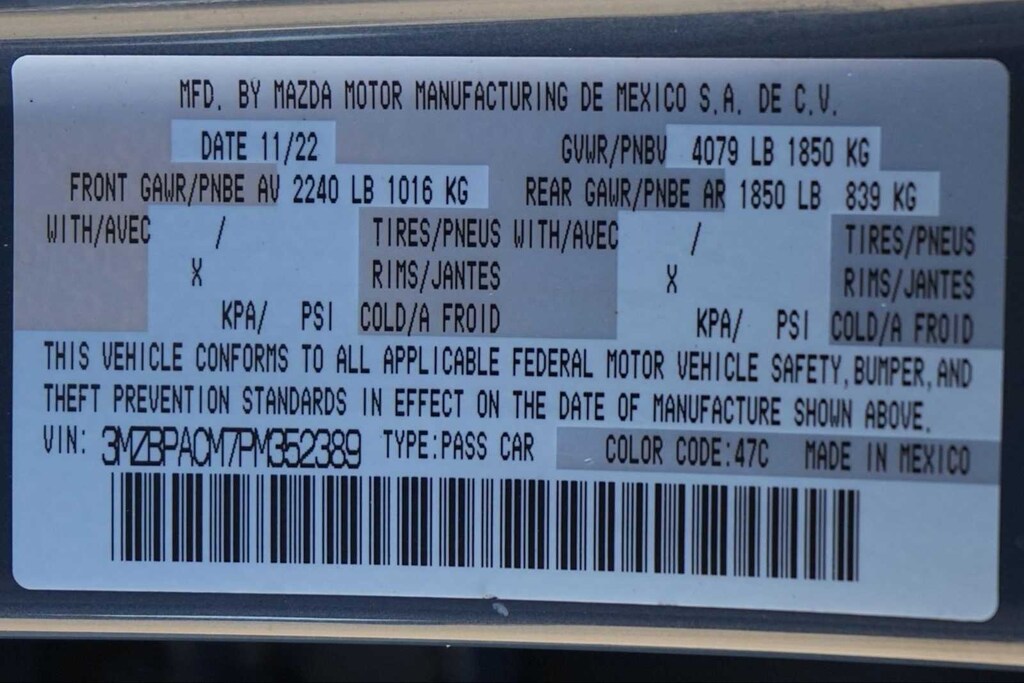 MFD. BY MAZDA MOTOR MANUFACTURING DE MEXICO S.A. DE C.V.
DATE 11/22 GVWR/PNBV 4079 LB 1850 KG
FRONT GAWR/PNBE AV 2240 LB 1016 KG REAR GAWR/PNBE AR 1850 LB 839 KG
WITH/AVEC / TIRES/PNEUS WITH/AVEC / TIRES/PNEUS
X RIMS/JANTES X RIMS/JANTES
KPA/ PSI COLD/A FROID KPA/ PSI COLD/A FROID
THIS VEHICLE CONFORMS TO ALL APPLICABLE FEDERAL MOTOR VEHICLE SAFETY, BUMPER, AND
THEFT PREVENTION STANDARDS IN EFFECT ON THE DATE OF MANUFACTURE SHOWN ABOVE.
VIN: 3MZBPACM7PM352389 TYPE:PASS CAR COLOR CODE:47C MADE IN MEXICO